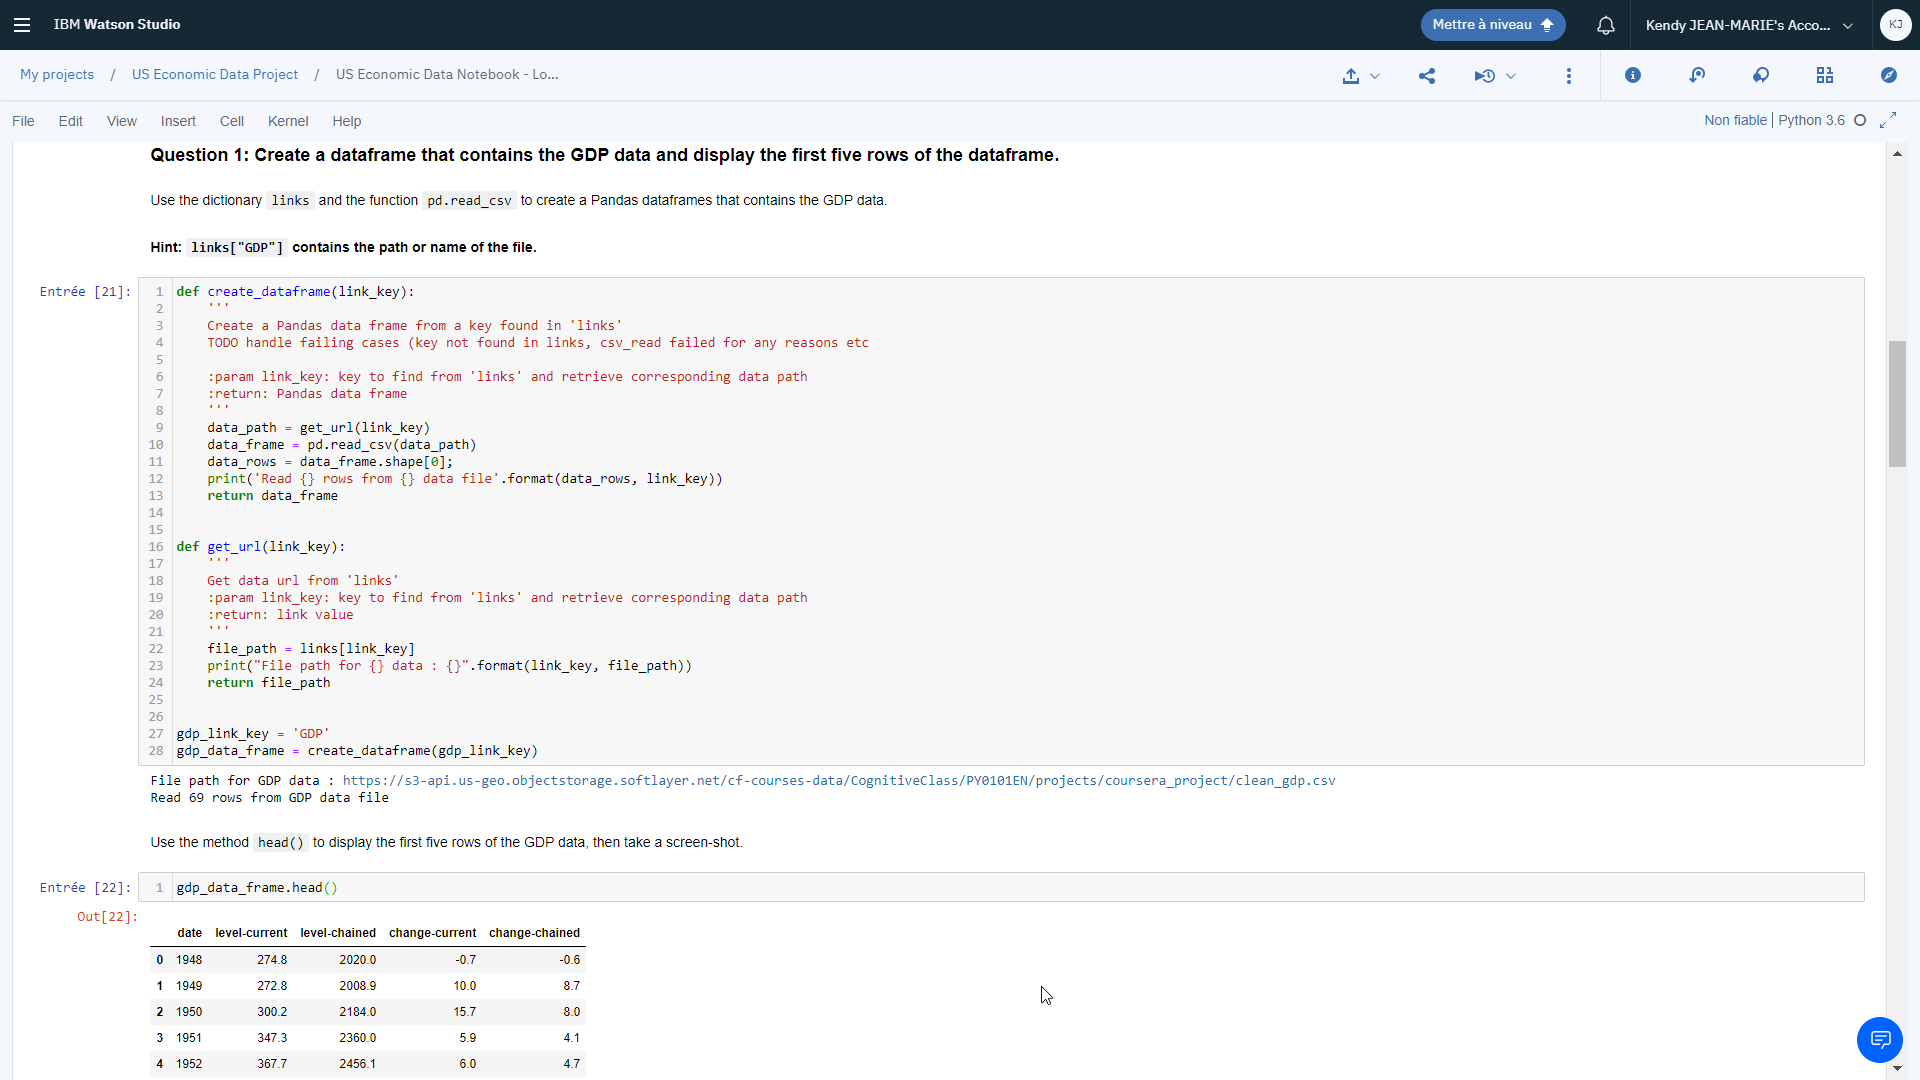 IBM Watson Studio
Mettre à niveau
Kendy JEAN-MARIE's Acco...
KJ
My projects / US Economic Data Project / US Economic Data Notebook - Lo...
File Edit View Insert Cell Kernel Help
Non fiable | Python 3.6
Question 1: Create a dataframe that contains the GDP data and display the first five rows of the dataframe.
Use the dictionary links and the function pd.read_csv to create a Pandas dataframes that contains the GDP data.
Hint: links["GDP"] contains the path or name of the file.
Entrée [21]:
1 def create_dataframe(link_key):
2     '''
3     Create a Pandas data frame from a key found in 'links'
4     TODO handle failing cases (key not found in links, csv_read failed for any reasons etc
5
6     :param link_key: key to find from 'links' and retrieve corresponding data path
7     :return: Pandas data frame
8     '''
9     data_path = get_url(link_key)
10     data_frame = pd.read_csv(data_path)
11     data_rows = data_frame.shape[0];
12     print('Read {} rows from {} data file'.format(data_rows, link_key))
13     return data_frame
14
15
16 def get_url(link_key):
17     '''
18     Get data url from 'links'
19     :param link_key: key to find from 'links' and retrieve corresponding data path
20     :return: link value
21     '''
22     file_path = links[link_key]
23     print("File path for {} data : {}".format(link_key, file_path))
24     return file_path
25
26
27 gdp_link_key = 'GDP'
28 gdp_data_frame = create_dataframe(gdp_link_key)
File path for GDP data : https://s3-api.us-geo.objectstorage.softlayer.net/cf-courses-data/CognitiveClass/PY0101EN/projects/coursera_project/clean_gdp.csv
Read 69 rows from GDP data file
Use the method head() to display the first five rows of the GDP data, then take a screen-shot.
Entrée [22]: 1 gdp_data_frame.head()
Out[22]:
date level-current level-chained change-current change-chained
0 1948 274.8 2020.0 -0.7 -0.6
1 1949 272.8 2008.9 10.0 8.7
2 1950 300.2 2184.0 15.7 8.0
3 1951 347.3 2360.0 5.9 4.1
4 1952 367.7 2456.1 6.0 4.7